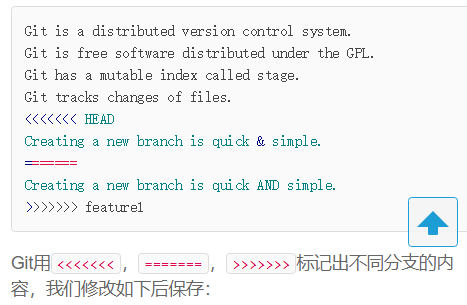 Git is a distributed version control system.
Git is free software distributed under the GPL.
Git has a mutable index called stage.
Git tracks changes of files.
<<<<<<< HEAD
Creating a new branch is quick & simple.
=======
Creating a new branch is quick AND simple.
>>>>>>> feature1
Git用<<<<<<<，=======，>>>>>>>标记出不同分支的内
容，我们修改如下后保存：